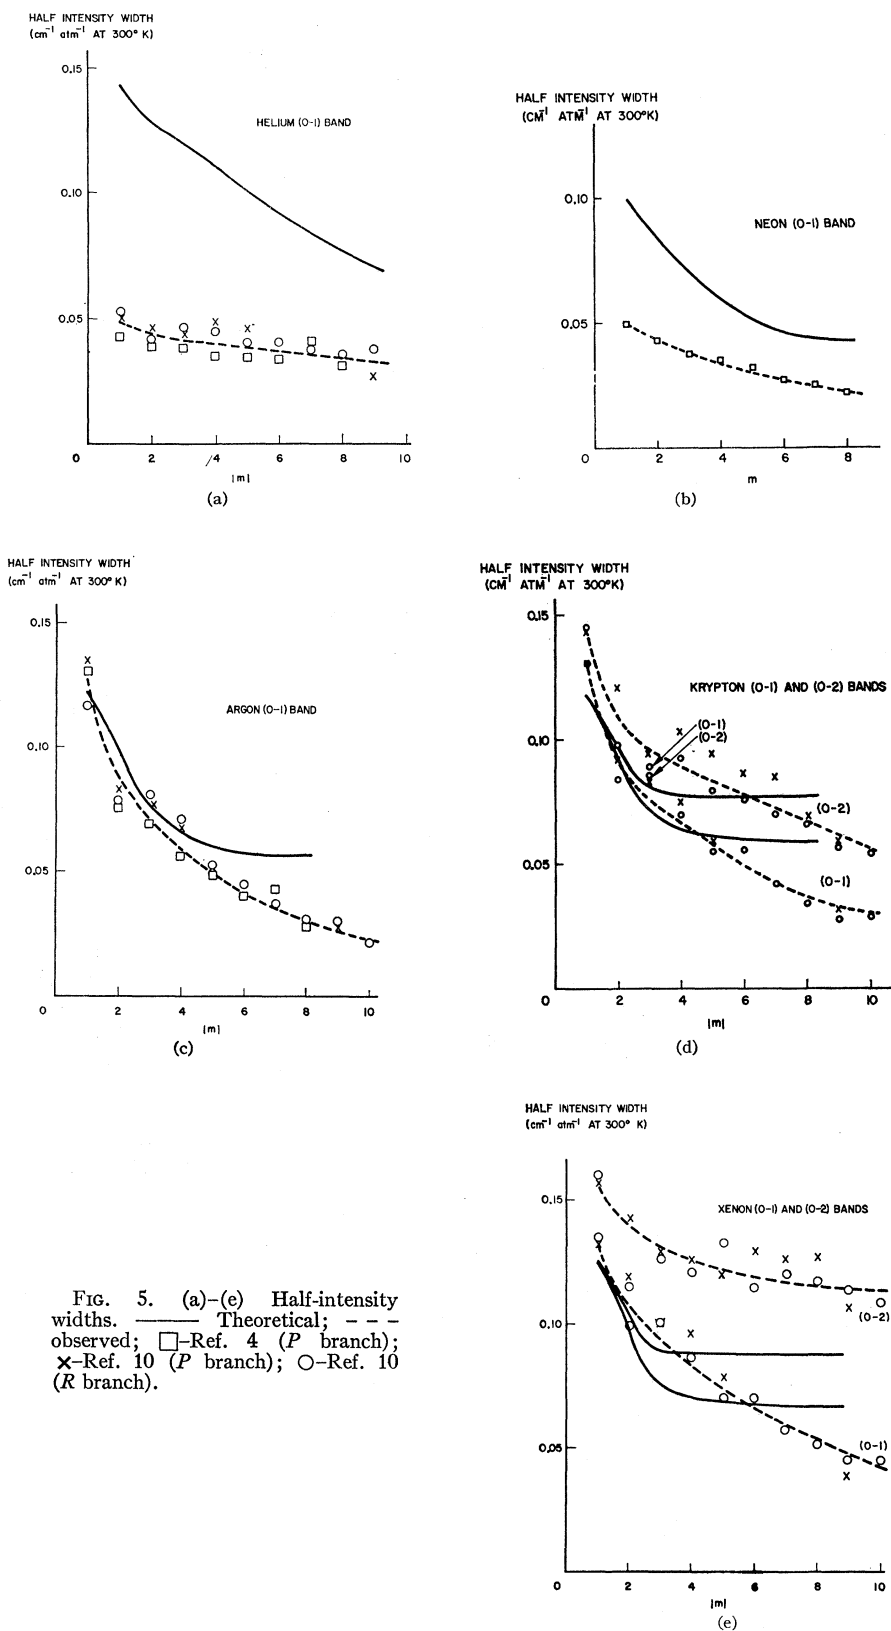 HALF INTENSITY WIDTH
(cm⁻¹ atm⁻¹ AT 300° K)
0.15
HELIUM (0-1) BAND
0.10
0.05
0 2 4 6 8 10
|m|
(a)
HALF INTENSITY WIDTH
(CM⁻¹ ATM⁻¹ AT 300°K)
0.10
NEON (0-1) BAND
0.05
0 2 4 6 8
m
(b)
HALF INTENSITY WIDTH
(cm⁻¹ atm⁻¹ AT 300° K)
0.15
ARGON (0-1) BAND
0.10
0.05
0 2 4 6 8 10
|m|
(c)
HALF INTENSITY WIDTH
(CM⁻¹ ATM⁻¹ AT 300°K)
0.15
KRYPTON (0-1) AND (0-2) BANDS
(0-1)
0.10
(0-2)
(0-2)
(0-1)
0.05
0 2 4 6 8 10
|m|
(d)
HALF INTENSITY WIDTH
(cm⁻¹ atm⁻¹ AT 300° K)
0.15
XENON (0-1) AND (0-2) BANDS
0.10
(0-2)
0.05
(0-1)
0 2 4 6 8 10
|m|
(e)
FIG. 5. (a)–(e) Half-intensity
widths. ——— Theoretical; – – –
observed; □–Ref. 4 (P branch);
×–Ref. 10 (P branch); ○–Ref. 10
(R branch).